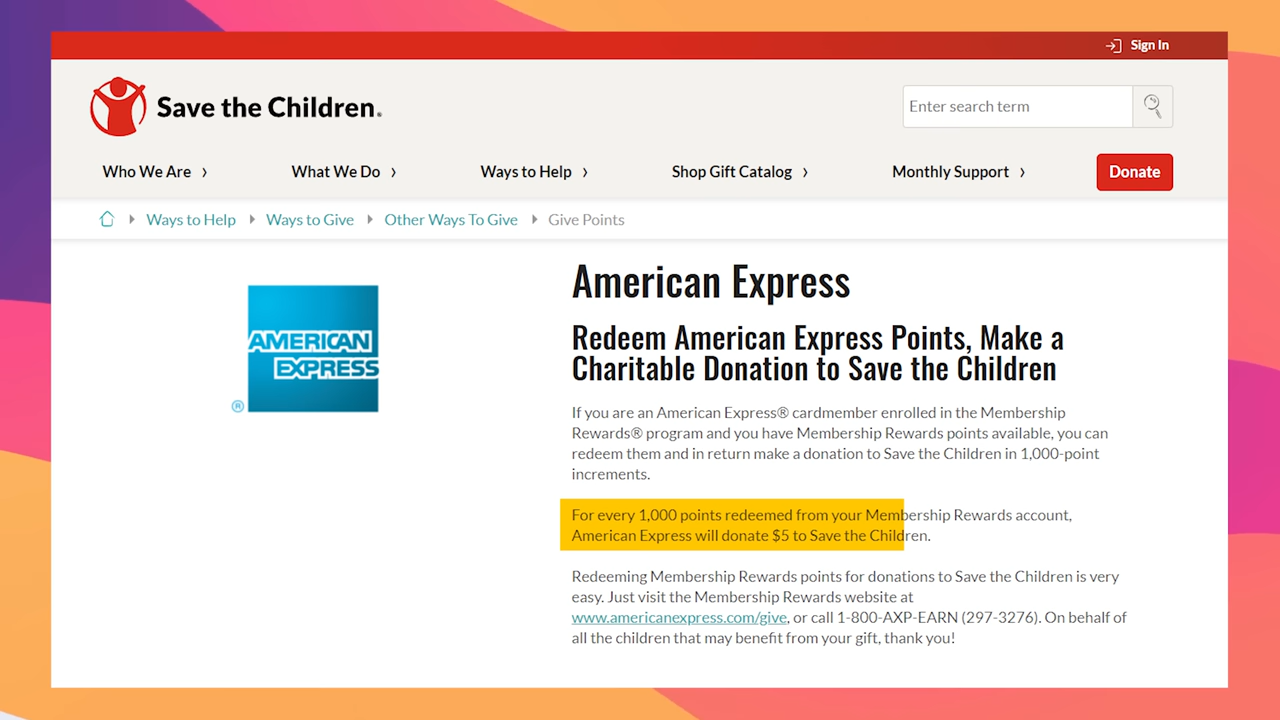 Sign In
Save the Children®
Enter search term
Who We Are › What We Do › Ways to Help › Shop Gift Catalog › Monthly Support › Donate
Ways to Help Ways to Give Other Ways To Give Give Points
AMERICAN
EXPRESS
®
American Express
Redeem American Express Points, Make a
Charitable Donation to Save the Children
If you are an American Express® cardmember enrolled in the Membership
Rewards® program and you have Membership Rewards points available, you can
redeem them and in return make a donation to Save the Children in 1,000-point
increments.
For every 1,000 points redeemed from your Membership Rewards account,
American Express will donate $5 to Save the Children.
Redeeming Membership Rewards points for donations to Save the Children is very
easy. Just visit the Membership Rewards website at
www.americanexpress.com/give, or call 1-800-AXP-EARN (297-3276). On behalf of
all the children that may benefit from your gift, thank you!